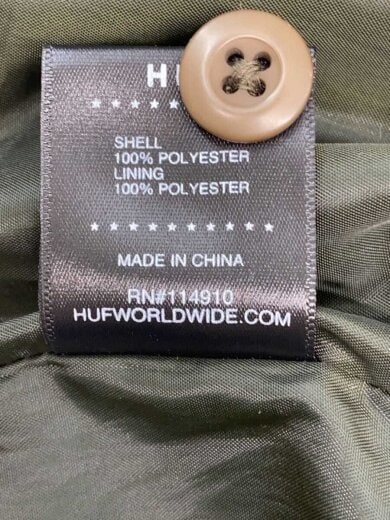 SHELL
100% POLYESTER
LINING
100% POLYESTER
MADE IN CHINA
RN#114910
HUFWORLDWIDE.COM